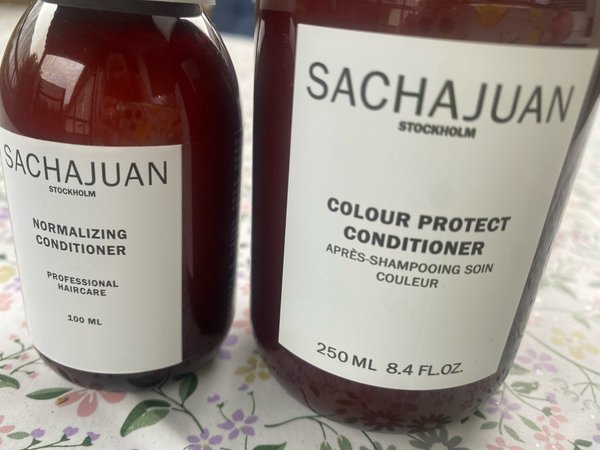 SACHAJUAN
STOCKHOLM
NORMALIZING
CONDITIONER
PROFESSIONAL
HAIRCARE
100 ML
SACHAJUAN
STOCKHOLM
COLOUR PROTECT
CONDITIONER
APRÈS-SHAMPOOING SOIN
COULEUR
250 ML 8.4 FL.OZ.